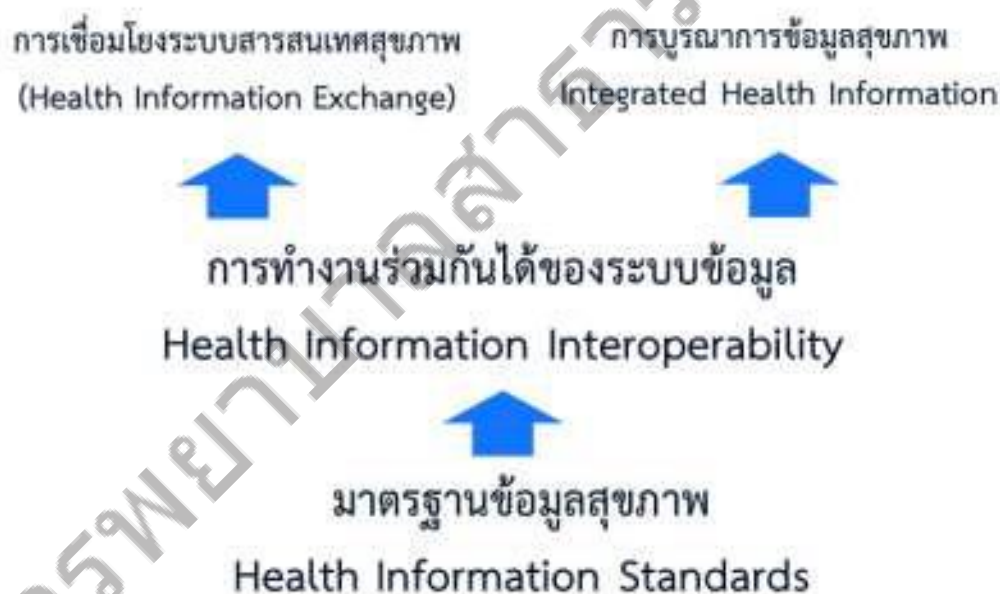 การเชื่อมโยงระบบสารสนเทศสุขภาพ
(Health Information Exchange)
การบูรณาการข้อมูลสุขภาพ
Integrated Health Information
การทำงานร่วมกันได้ของระบบข้อมูล
Health Information Interoperability
มาตรฐานข้อมูลสุขภาพ
Health Information Standards